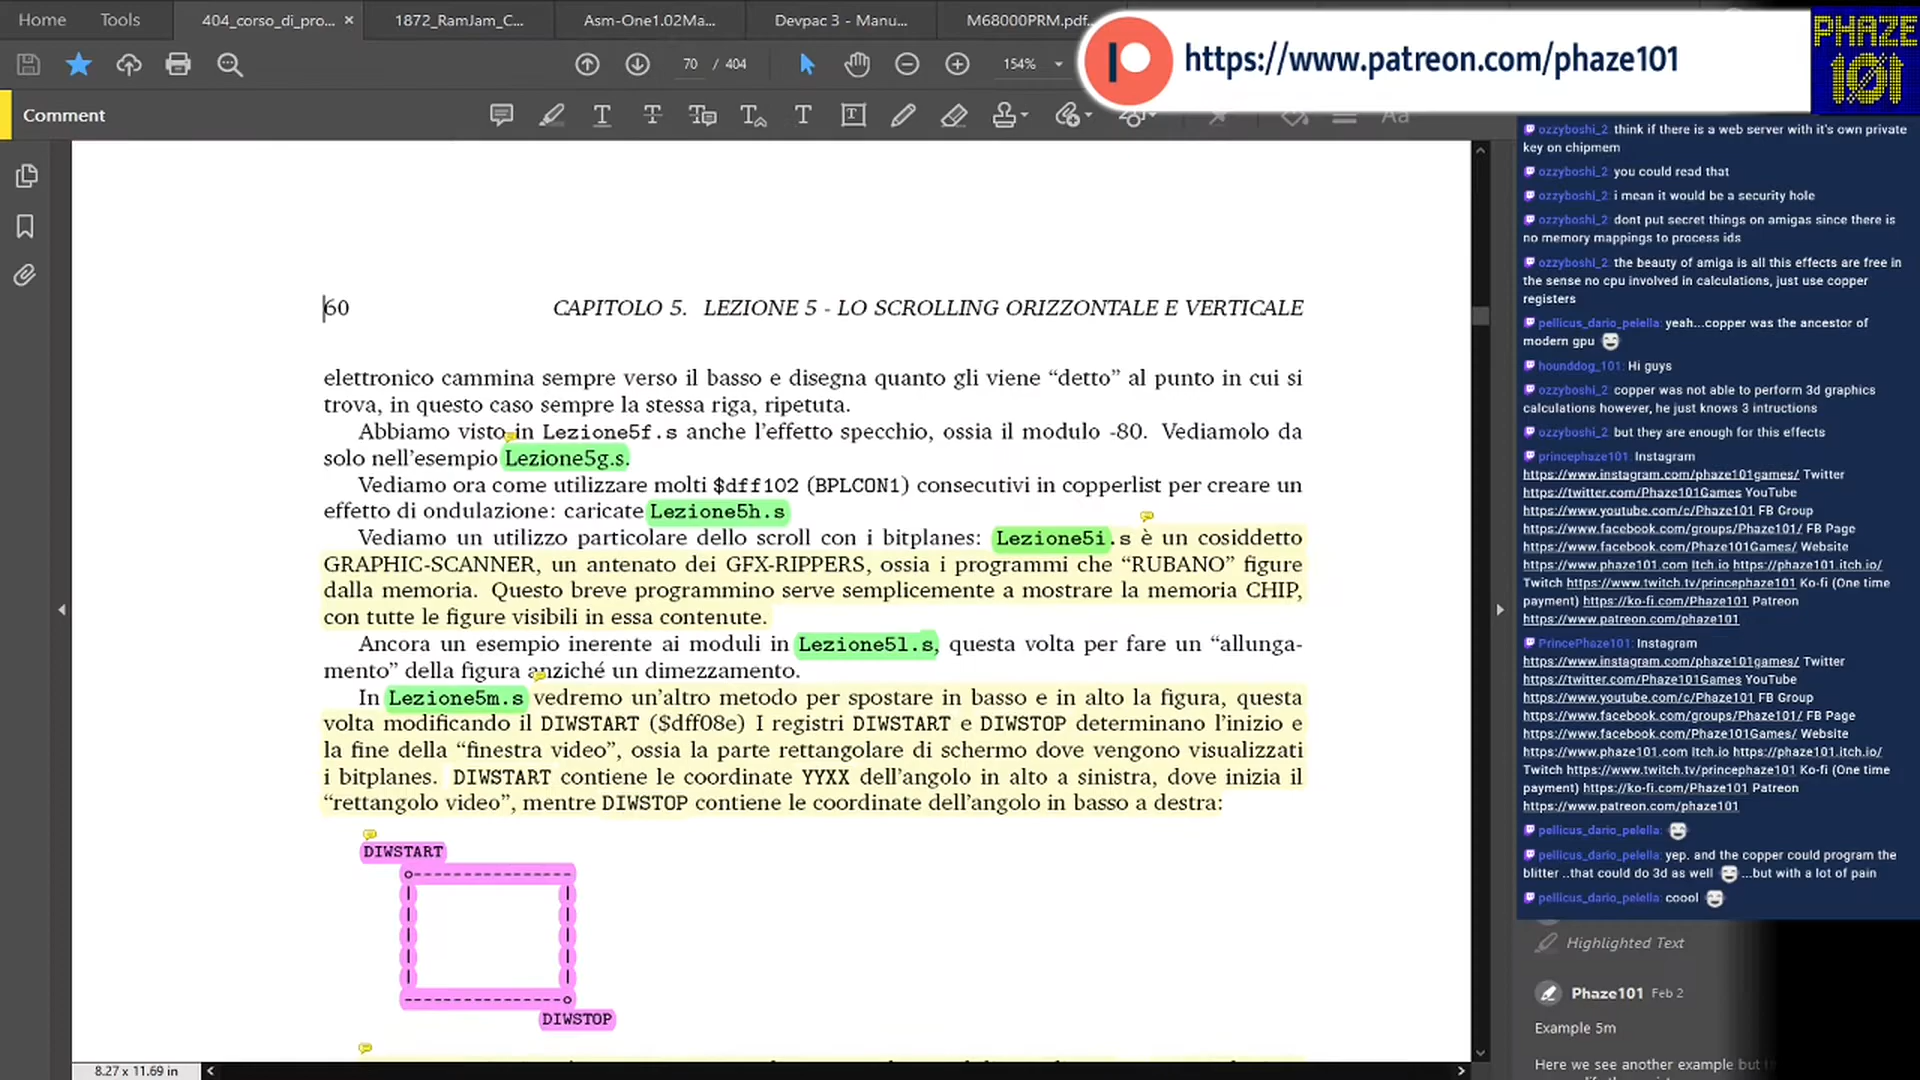 Home
Tools
404_corso_di_pro...
1872_RamJam_C...
Asm-One1.02Ma...
Devpac 3 - Manu...
M68000PRM.pdf...
https://www.patreon.com/phaze101
PHAZE
101
70 / 404
154%
Comment
60 CAPITOLO 5. LEZIONE 5 - LO SCROLLING ORIZZONTALE E VERTICALE
elettronico cammina sempre verso il basso e disegna quanto gli viene “detto” al punto in cui si
trova, in questo caso sempre la stessa riga, ripetuta.
Abbiamo visto in Lezione5f.s anche l’effetto specchio, ossia il modulo -80. Vediamolo da
solo nell’esempio Lezione5g.s.
Vediamo ora come utilizzare molti $dff102 (BPLCON1) consecutivi in copperlist per creare un
effetto di ondulazione: caricate Lezione5h.s
Vediamo un utilizzo particolare dello scroll con i bitplanes: Lezione5i.s è un cosiddetto
GRAPHIC-SCANNER, un antenato dei GFX-RIPPERS, ossia i programmi che “RUBANO” figure
dalla memoria. Questo breve programmino serve semplicemente a mostrare la memoria CHIP,
con tutte le figure visibili in essa contenute.
Ancora un esempio inerente ai moduli in Lezione5l.s, questa volta per fare un “allunga-
mento” della figura anziché un dimezzamento.
In Lezione5m.s vedremo un’altro metodo per spostare in basso e in alto la figura, questa
volta modificando il DIWSTART ($dff08e) I registri DIWSTART e DIWSTOP determinano l’inizio e
la fine della “finestra video”, ossia la parte rettangolare di schermo dove vengono visualizzati
i bitplanes. DIWSTART contiene le coordinate YYXX dell’angolo in alto a sinistra, dove inizia il
“rettangolo video”, mentre DIWSTOP contiene le coordinate dell’angolo in basso a destra:
DIWSTART
DIWSTOP
8.27 x 11.69 in
ozzyboshi_2: think if there is a web server with it's own private
key on chipmem
ozzyboshi_2: you could read that
ozzyboshi_2: i mean it would be a security hole
ozzyboshi_2: dont put secret things on amigas since there is
no memory mappings to process ids
ozzyboshi_2: the beauty of amiga is all this effects are free in
the sense no cpu involved in calculations, just use copper
registers
pellicus_dario_pelella: yeah...copper was the ancestor of
modern gpu
hounddog_101: Hi guys
ozzyboshi_2: copper was not able to perform 3d graphics
calculations however, he just knows 3 intructions
ozzyboshi_2: but they are enough for this effects
princephaze101: Instagram
https://www.instagram.com/phaze101games/ Twitter
https://twitter.com/Phaze101Games YouTube
https://www.youtube.com/c/Phaze101 FB Group
https://www.facebook.com/groups/Phaze101/ FB Page
https://www.facebook.com/Phaze101Games/ Website
https://www.phaze101.com Itch.io https://phaze101.itch.io/
Twitch https://www.twitch.tv/princephaze101 Ko-fi (One time
payment) https://ko-fi.com/Phaze101 Patreon
https://www.patreon.com/phaze101
PrincePhaze101: Instagram
https://www.instagram.com/phaze101games/ Twitter
https://twitter.com/Phaze101Games YouTube
https://www.youtube.com/c/Phaze101 FB Group
https://www.facebook.com/groups/Phaze101/ FB Page
https://www.facebook.com/Phaze101Games/ Website
https://www.phaze101.com Itch.io https://phaze101.itch.io/
Twitch https://www.twitch.tv/princephaze101 Ko-fi (One time
payment) https://ko-fi.com/Phaze101 Patreon
https://www.patreon.com/phaze101
pellicus_dario_pelella:
pellicus_dario_pelella: yep. and the copper could program the
blitter ..that could do 3d as well ...but with a lot of pain
pellicus_dario_pelella: coool
Highlighted Text
Phaze101 Feb 2
Example 5m
Here we see another example but